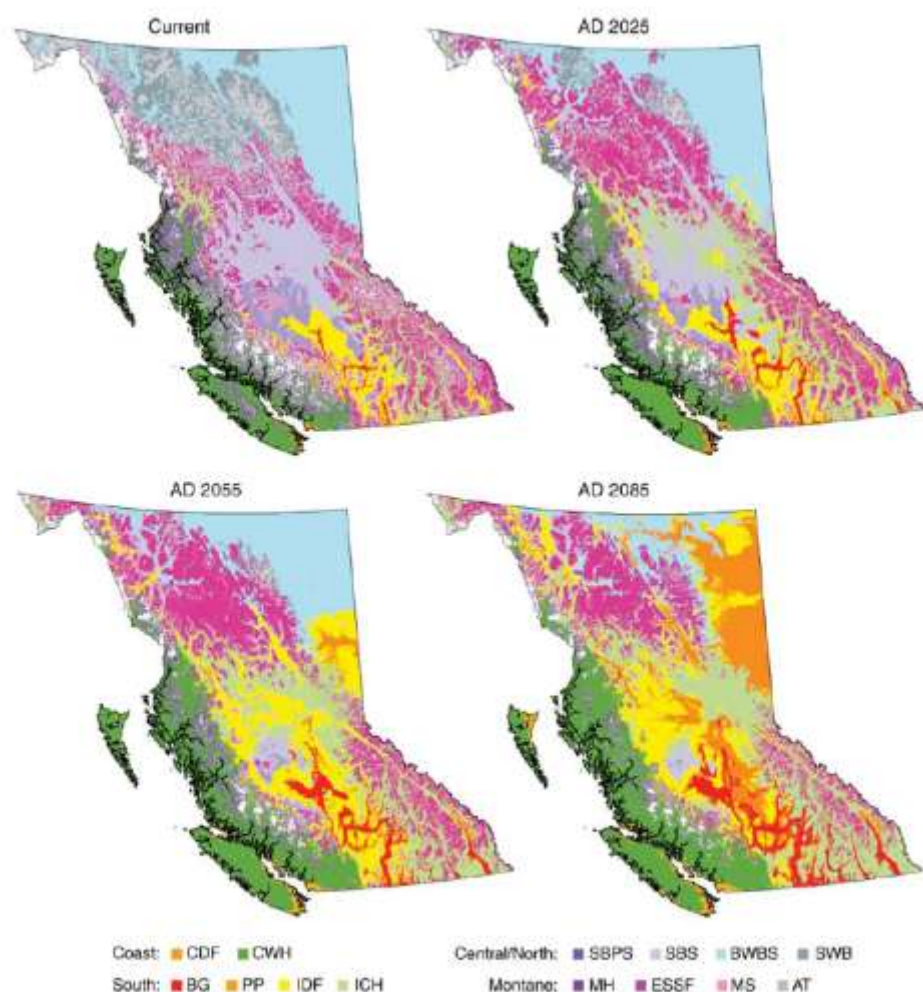 Current AD 2025
AD 2055 AD 2085
Coast: CDF CWH Central/North: SBPS SBS BWBS SWB
South: BG PP IDF ICH Montane: MH ESSF MS AT